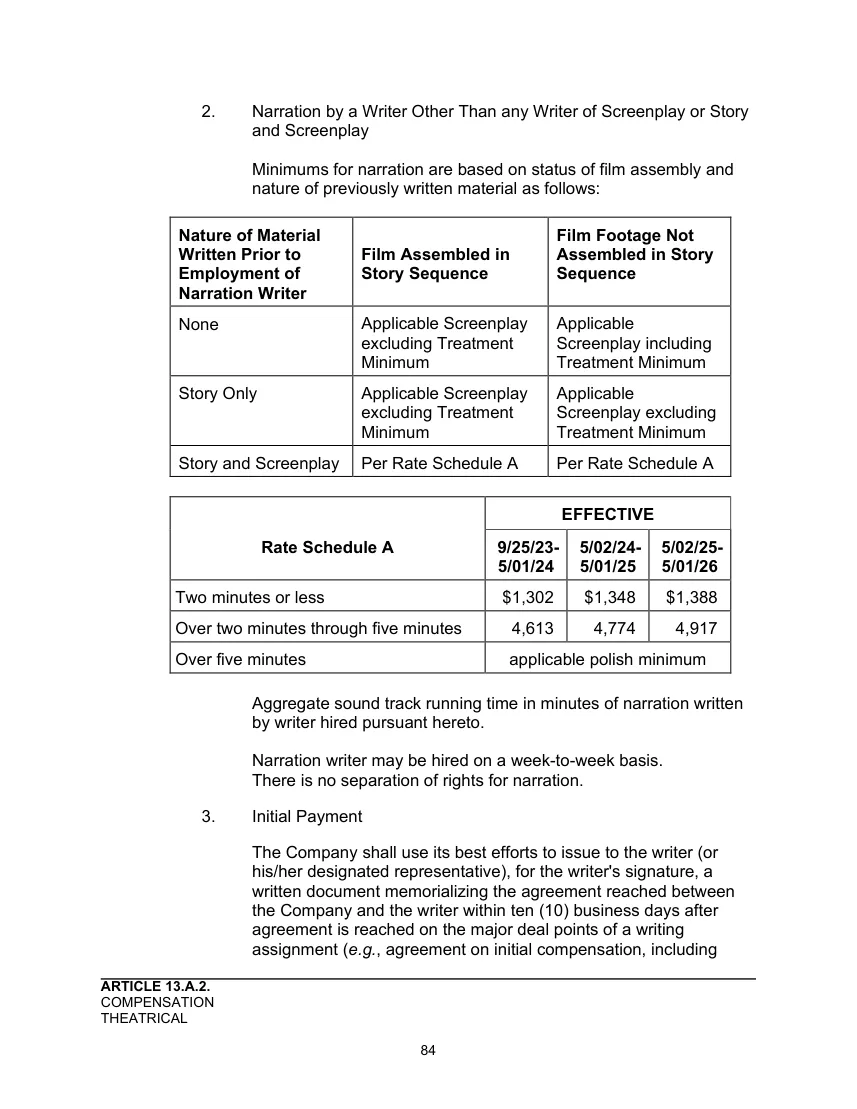 2. Narration by a Writer Other Than any Writer of Screenplay or Story
and Screenplay
Minimums for narration are based on status of film assembly and
nature of previously written material as follows:
Nature of Material
Written Prior to
Employment of
Narration Writer
Film Assembled in
Story Sequence
Film Footage Not
Assembled in Story
Sequence
None
Applicable Screenplay
excluding Treatment
Minimum
Applicable
Screenplay including
Treatment Minimum
Story Only
Applicable Screenplay
excluding Treatment
Minimum
Applicable
Screenplay excluding
Treatment Minimum
Story and Screenplay
Per Rate Schedule A
Per Rate Schedule A
Rate Schedule A
EFFECTIVE
9/25/23-
5/01/24
5/02/24-
5/01/25
5/02/25-
5/01/26
Two minutes or less
$1,302
$1,348
$1,388
Over two minutes through five minutes
4,613
4,774
4,917
Over five minutes
applicable polish minimum
Aggregate sound track running time in minutes of narration written
by writer hired pursuant hereto.
Narration writer may be hired on a week-to-week basis.
There is no separation of rights for narration.
3. Initial Payment
The Company shall use its best efforts to issue to the writer (or
his/her designated representative), for the writer's signature, a
written document memorializing the agreement reached between
the Company and the writer within ten (10) business days after
agreement is reached on the major deal points of a writing
assignment (e.g., agreement on initial compensation, including
ARTICLE 13.A.2.
COMPENSATION
THEATRICAL
84